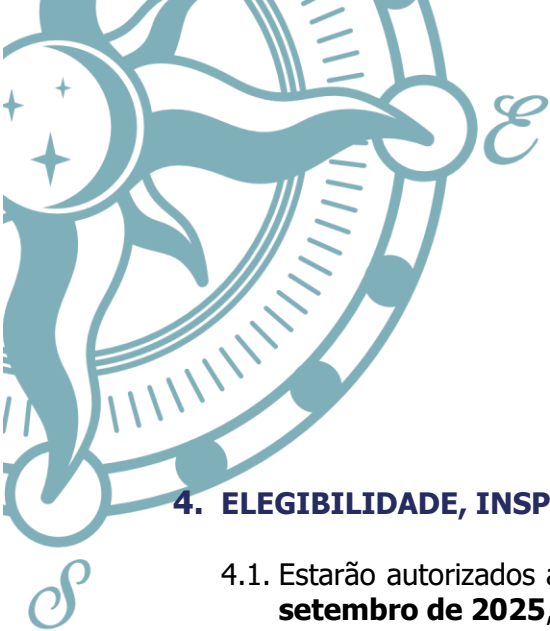 E
4. ELEGIBILIDADE, INSP
4.1. Estarão autorizados a
setembro de 2025,
S